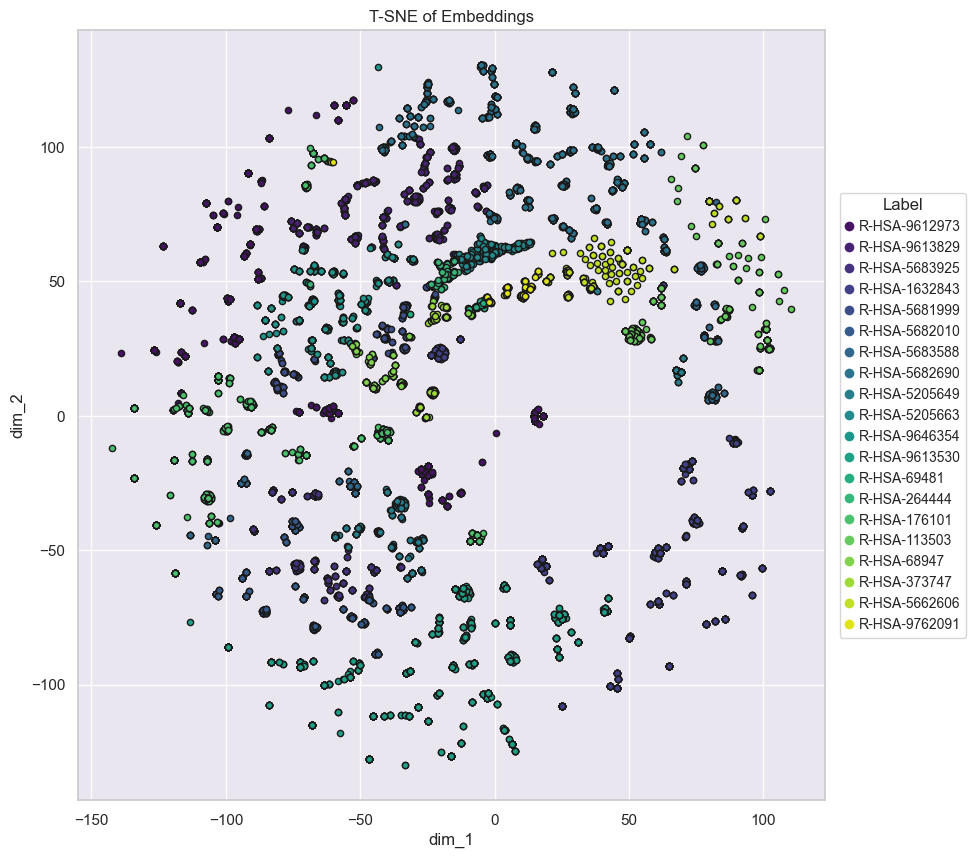 T-SNE of Embeddings
100
50
0
−50
−100
dim_2
−150
−100
−50
0
50
100
dim_1
Label
R-HSA-9612973
R-HSA-9613829
R-HSA-5683925
R-HSA-1632843
R-HSA-5681999
R-HSA-5682010
R-HSA-5683588
R-HSA-5682690
R-HSA-5205649
R-HSA-5205663
R-HSA-9646354
R-HSA-9613530
R-HSA-69481
R-HSA-264444
R-HSA-176101
R-HSA-113503
R-HSA-68947
R-HSA-373747
R-HSA-5662606
R-HSA-9762091